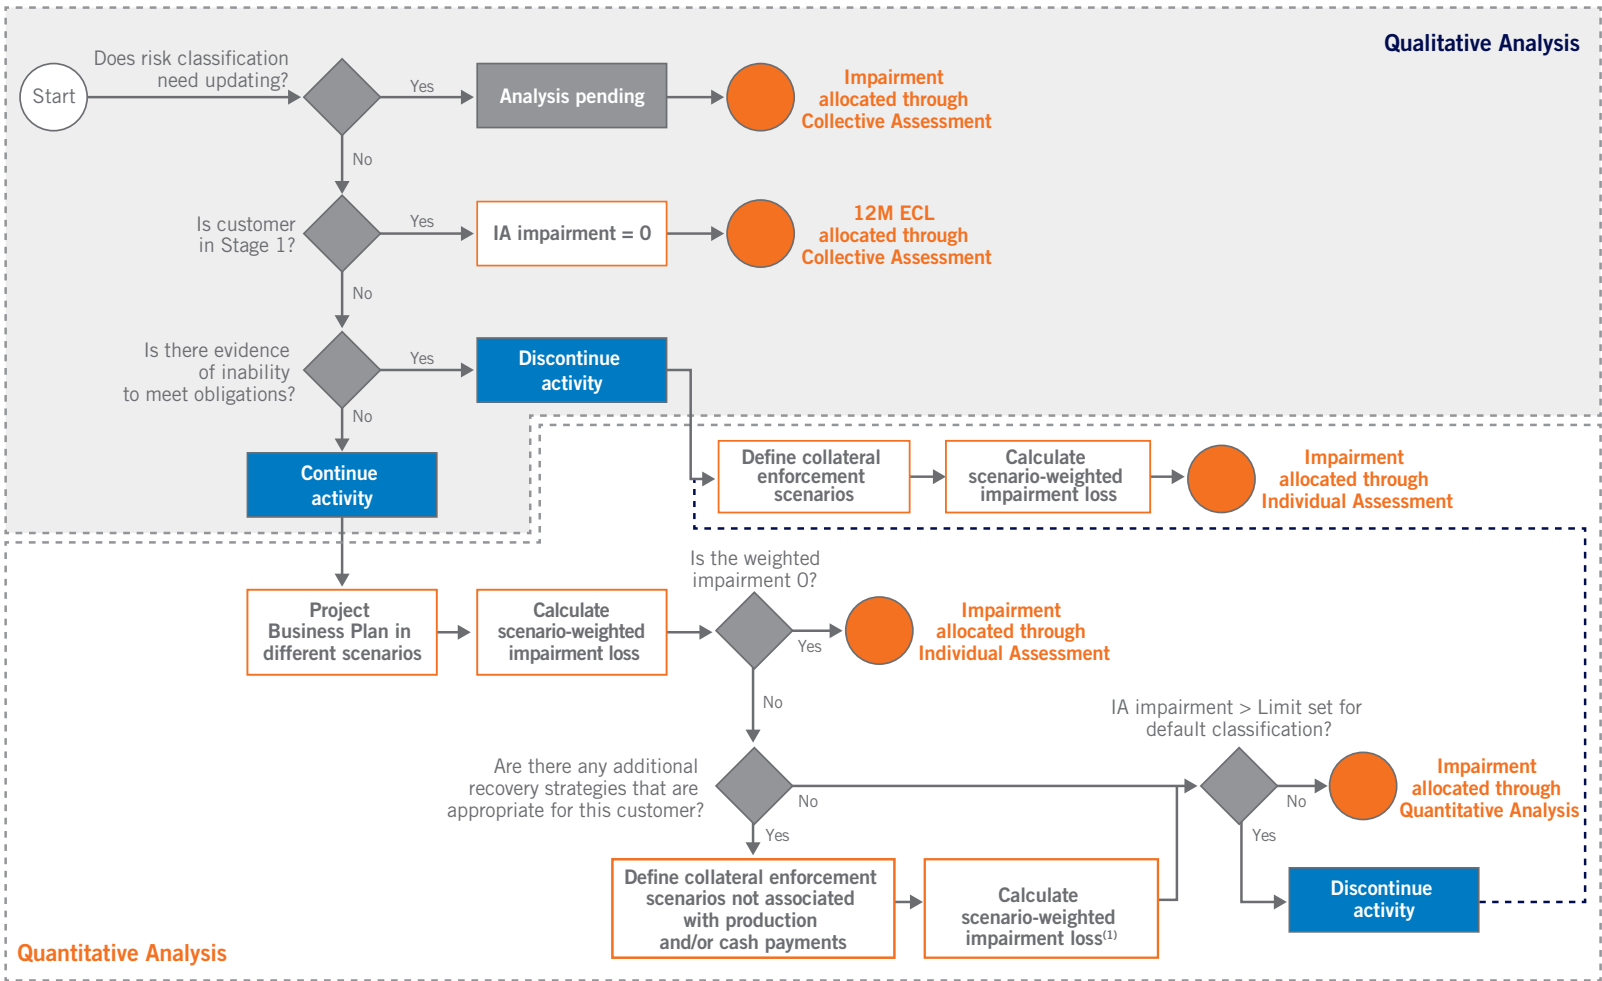 Qualitative Analysis
Does risk classification
need updating?
Start
Yes
Analysis pending
Impairment
allocated through
Collective Assessment
No
Is customer
in Stage 1?
Yes
IA impairment = 0
12M ECL
allocated through
Collective Assessment
No
Is there evidence
of inability
to meet obligations?
Yes
Discontinue
activity
No
Continue
activity
Define collateral
enforcement
scenarios
Calculate
scenario-weighted
impairment loss
Impairment
allocated through
Individual Assessment
Project
Business Plan in
different scenarios
Calculate
scenario-weighted
impairment loss
Is the weighted
impairment 0?
Yes
Impairment
allocated through
Individual Assessment
No
Are there any additional
recovery strategies that are
appropriate for this customer?
No
Yes
IA impairment > Limit set for
default classification?
No
Impairment
allocated through
Quantitative Analysis
Yes
Define collateral enforcement
scenarios not associated
with production
and/or cash payments
Calculate
scenario-weighted
impairment loss(1)
Discontinue
activity
Quantitative Analysis